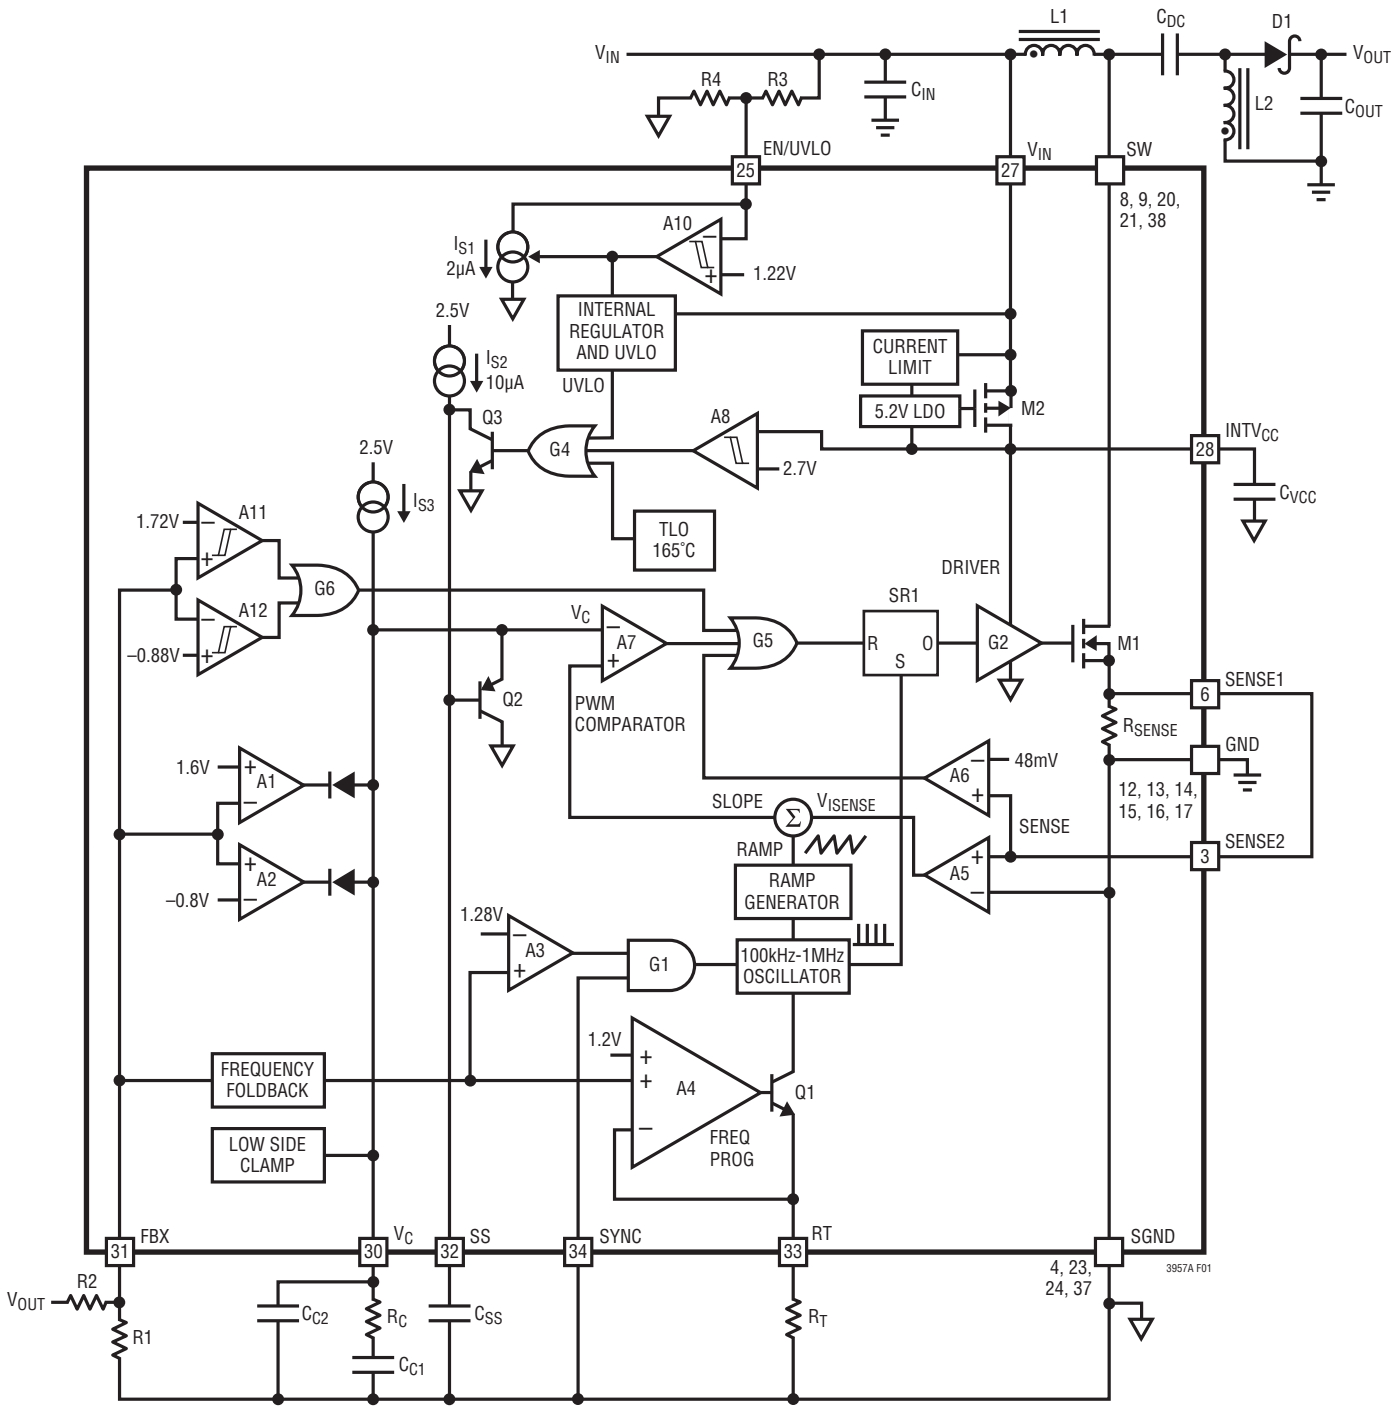 L1
CDC
D1
VIN
VOUT
R4
R3
CIN
L2
COUT
EN/UVLO
VIN
SW
25
27
8, 9, 20,
21, 38
A10
−
+
1.22V
IS1
2µA
2.5V
INTERNAL
REGULATOR
AND UVLO
CURRENT
LIMIT
IS2
10µA
UVLO
5.2V LDO
M2
Q3
A8
G4
INTVCC
28
2.7V
2.5V
CVCC
IS3
A11
1.72V
−
+
TLO
165˚C
DRIVER
G6
A12
−
−0.88V
+
SR1
VC
−
A7
+
G5
R
O
S
G2
M1
Q2
PWM
COMPARATOR
SENSE1
6
RSENSE
GND
1.6V
+
A1
−
−
48mV
A6
+
12, 13, 14,
15, 16, 17
SLOPE
VISENSE
Σ
SENSE
SENSE2
3
RAMP
+
A2
−0.8V
−
+
A5
−
RAMP
GENERATOR
1.28V
−
A3
+
G1
100kHz-1MHz
OSCILLATOR
1.2V
+
+
A4
−
Q1
FREQUENCY
FOLDBACK
FREQ
PROG
LOW SIDE
CLAMP
FBX
VC
SS
SYNC
RT
SGND
31
30
32
34
33
4, 23,
24, 37
3957A F01
R2
VOUT
R1
CC2
RC
CSS
RT
CC1